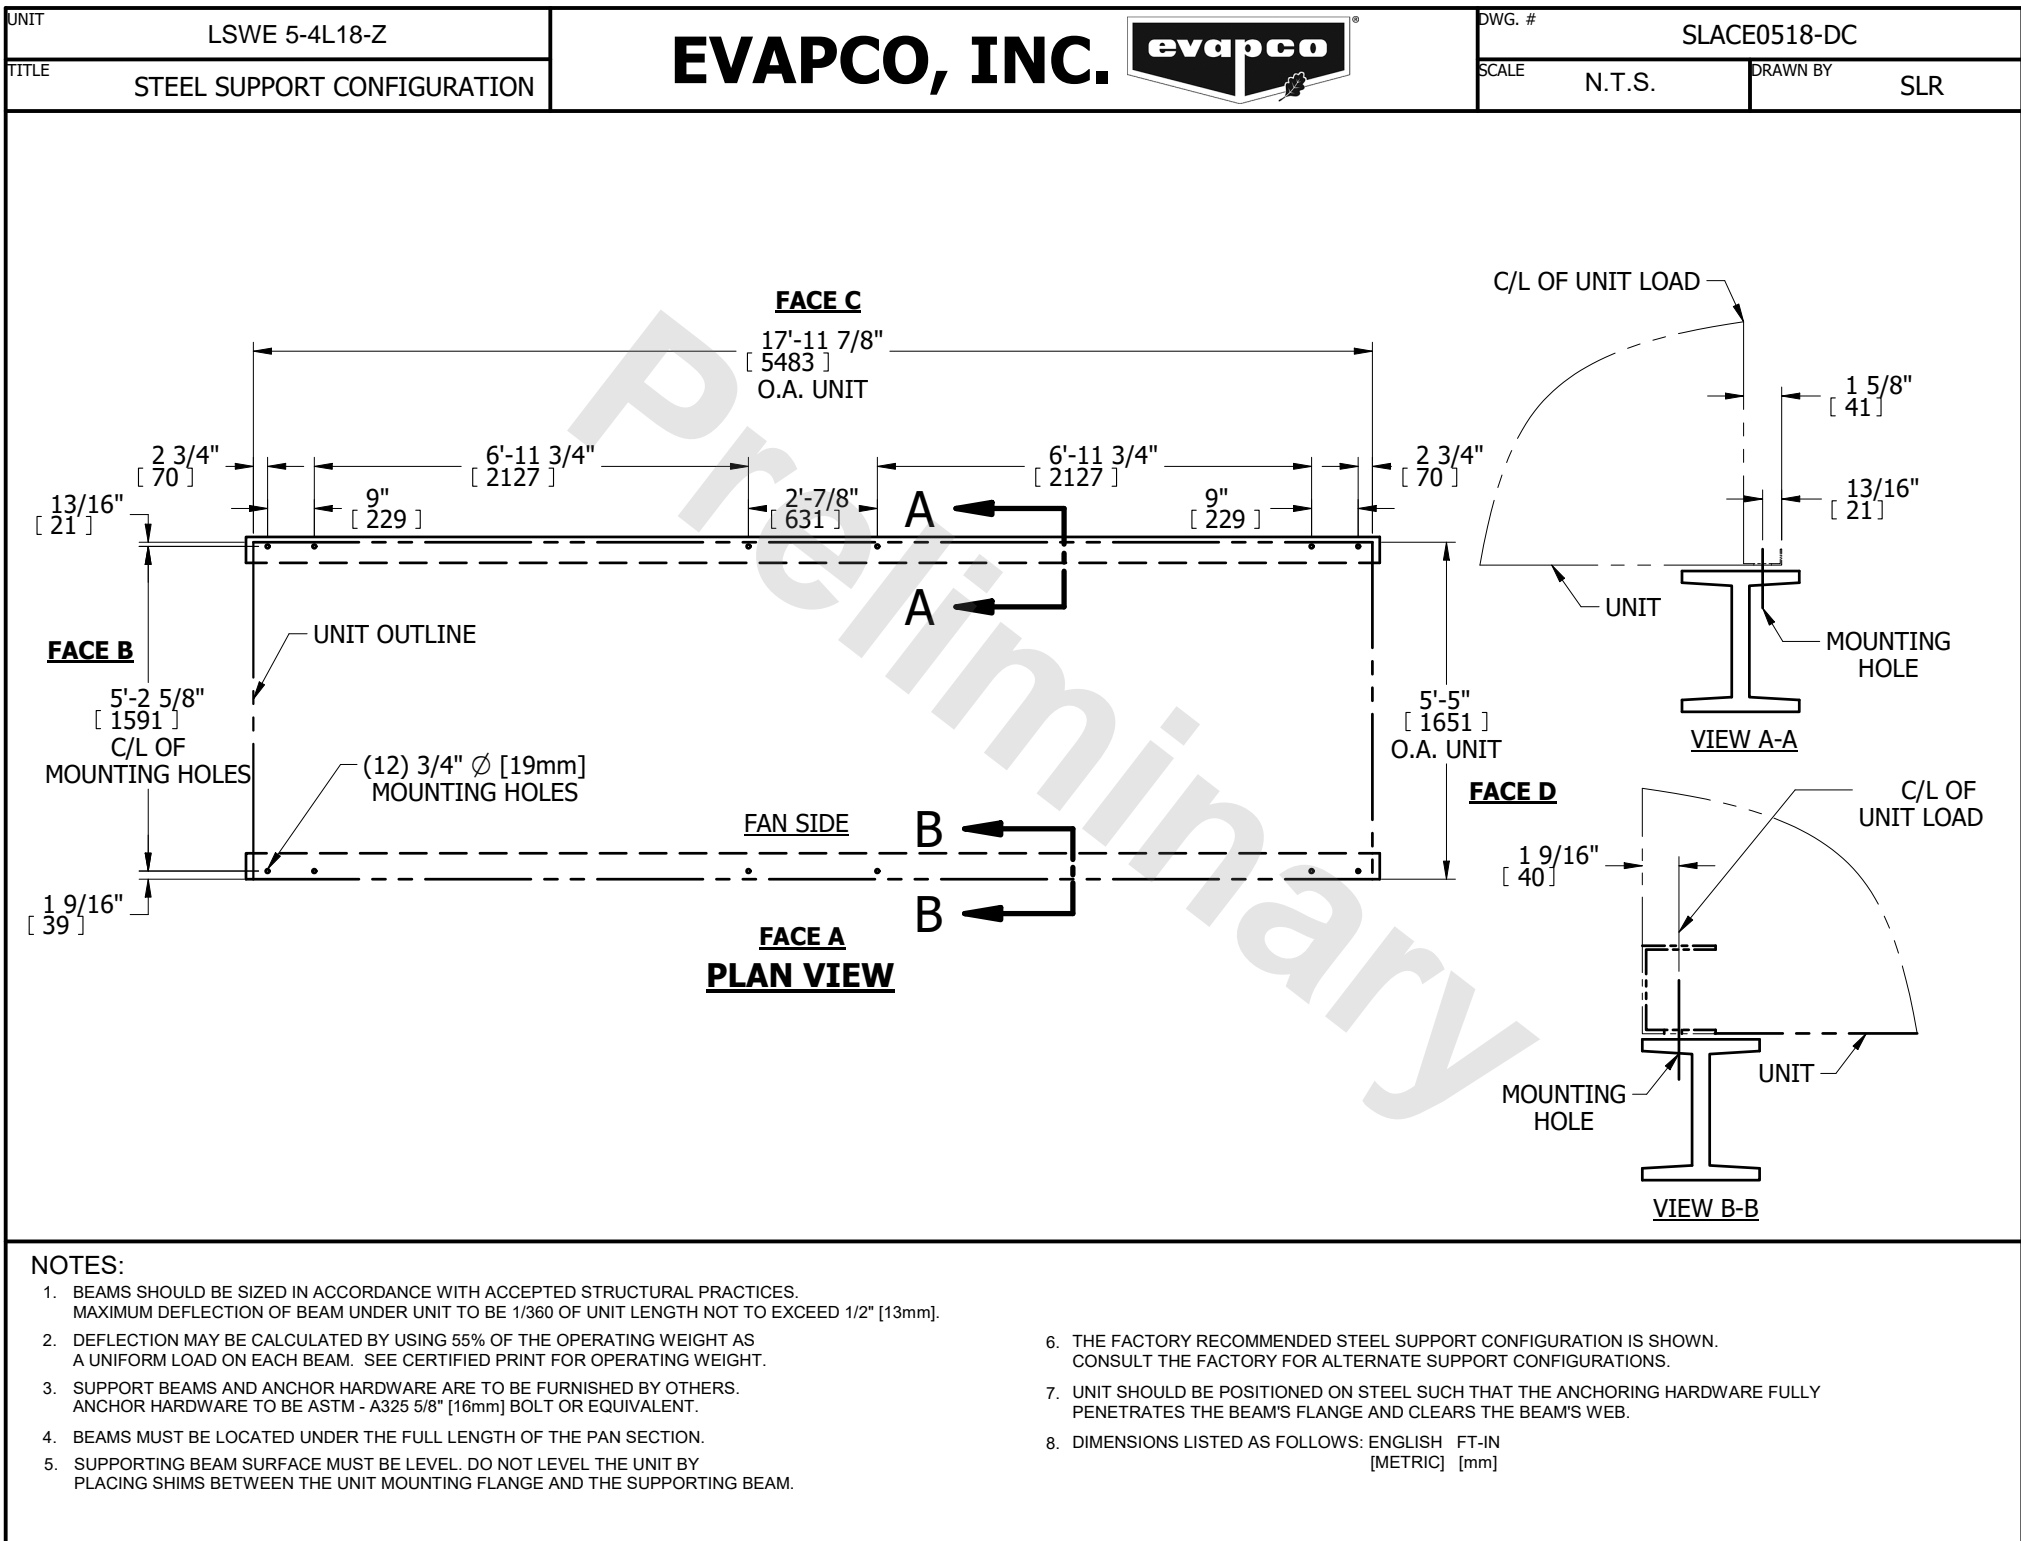 UNIT
LSWE 5-4L18-Z
TITLE
STEEL SUPPORT CONFIGURATION
EVAPCO, INC.
evapco
®
DWG. #
SLACE0518-DC
SCALE
N.T.S.
DRAWN BY
SLR
Preliminary
FACE C
17'-11 7/8"
[ 5483 ]
O.A. UNIT
2 3/4"
[ 70 ]
6'-11 3/4"
[ 2127 ]
6'-11 3/4"
[ 2127 ]
2 3/4"
[ 70 ]
13/16"
[ 21 ]
9"
[ 229 ]
2'-7/8"
[ 631 ]
A
9"
[ 229 ]
A
FACE B
UNIT OUTLINE
5'-2 5/8"
[ 1591 ]
C/L OF
MOUNTING HOLES
(12) 3/4" ∅ [19mm]
MOUNTING HOLES
5'-5"
[ 1651 ]
O.A. UNIT
FACE D
FAN SIDE
B
B
1 9/16"
[ 39 ]
FACE A
PLAN VIEW
C/L OF UNIT LOAD
1 5/8"
[ 41 ]
13/16"
[ 21 ]
UNIT
MOUNTING
HOLE
VIEW A-A
C/L OF
UNIT LOAD
1 9/16"
[ 40 ]
UNIT
MOUNTING
HOLE
VIEW B-B
NOTES:
1. BEAMS SHOULD BE SIZED IN ACCORDANCE WITH ACCEPTED STRUCTURAL PRACTICES.
MAXIMUM DEFLECTION OF BEAM UNDER UNIT TO BE 1/360 OF UNIT LENGTH NOT TO EXCEED 1/2" [13mm].
2. DEFLECTION MAY BE CALCULATED BY USING 55% OF THE OPERATING WEIGHT AS
A UNIFORM LOAD ON EACH BEAM. SEE CERTIFIED PRINT FOR OPERATING WEIGHT.
3. SUPPORT BEAMS AND ANCHOR HARDWARE ARE TO BE FURNISHED BY OTHERS.
ANCHOR HARDWARE TO BE ASTM - A325 5/8" [16mm] BOLT OR EQUIVALENT.
4. BEAMS MUST BE LOCATED UNDER THE FULL LENGTH OF THE PAN SECTION.
5. SUPPORTING BEAM SURFACE MUST BE LEVEL. DO NOT LEVEL THE UNIT BY
PLACING SHIMS BETWEEN THE UNIT MOUNTING FLANGE AND THE SUPPORTING BEAM.
6. THE FACTORY RECOMMENDED STEEL SUPPORT CONFIGURATION IS SHOWN.
CONSULT THE FACTORY FOR ALTERNATE SUPPORT CONFIGURATIONS.
7. UNIT SHOULD BE POSITIONED ON STEEL SUCH THAT THE ANCHORING HARDWARE FULLY
PENETRATES THE BEAM'S FLANGE AND CLEARS THE BEAM'S WEB.
8. DIMENSIONS LISTED AS FOLLOWS: ENGLISH FT-IN
[METRIC] [mm]